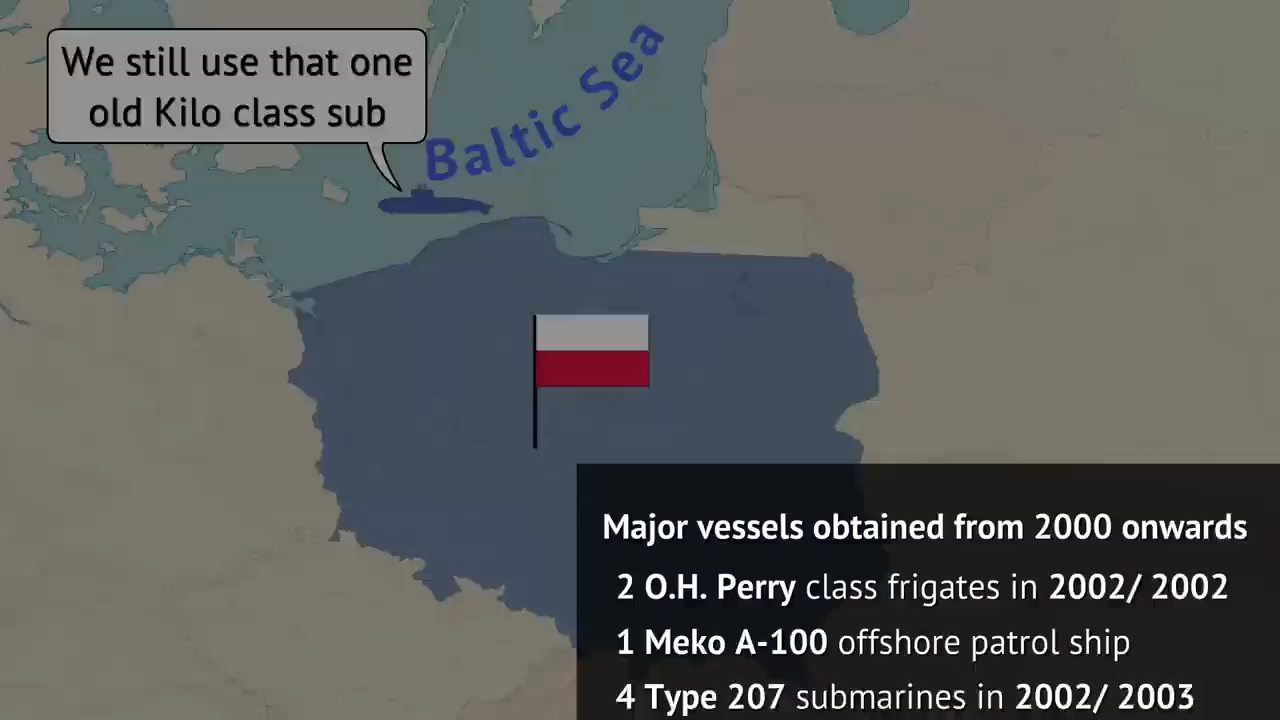 We still use that one
old Kilo class sub
Baltic Sea
Major vessels obtained from 2000 onwards
2 O.H. Perry class frigates in 2002/ 2002
1 Meko A-100 offshore patrol ship
4 Type 207 submarines in 2002/ 2003